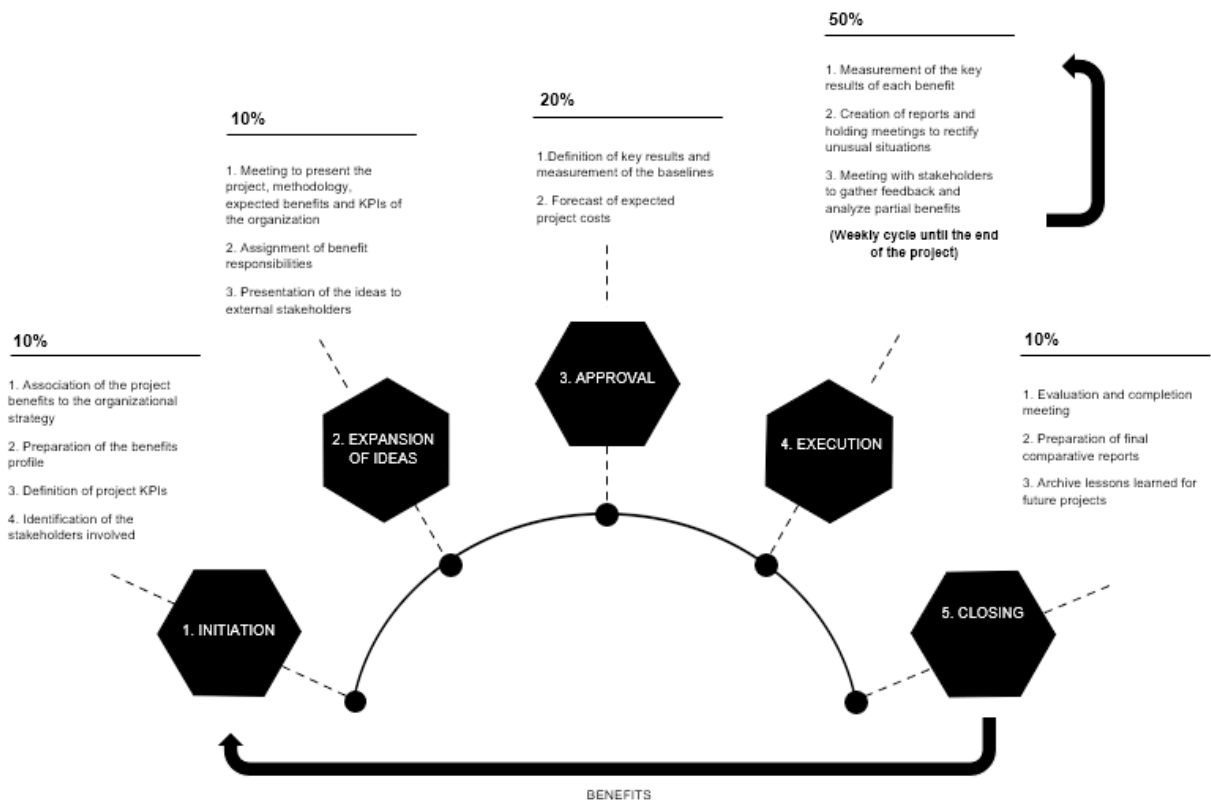 10%
1. Association of the project
benefits to the organizational
strategy
2. Preparation of the benefits
profile
3. Definition of project KPIs
4. Identification of the
stakeholders involved
1. INITIATION
10%
1. Meeting to present the
project, methodology,
expected benefits and KPIs of
the organization
2. Assignment of benefit
responsibilities
3. Presentation of the ideas to
external stakeholders
2. EXPANSION
OF IDEAS
20%
1.Definition of key results and
measurement of the baselines
2. Forecast of expected
project costs
3. APPROVAL
50%
1. Measurement of the key
results of each benefit
2. Creation of reports and
holding meetings to rectify
unusual situations
3. Meeting with stakeholders
to gather feedback and
analyze partial benefits
(Weekly cycle until the end
of the project)
4. EXECUTION
10%
1. Evaluation and completion
meeting
2. Preparation of final
comparative reports
3. Archive lessons learned for
future projects
5. CLOSING
BENEFITS